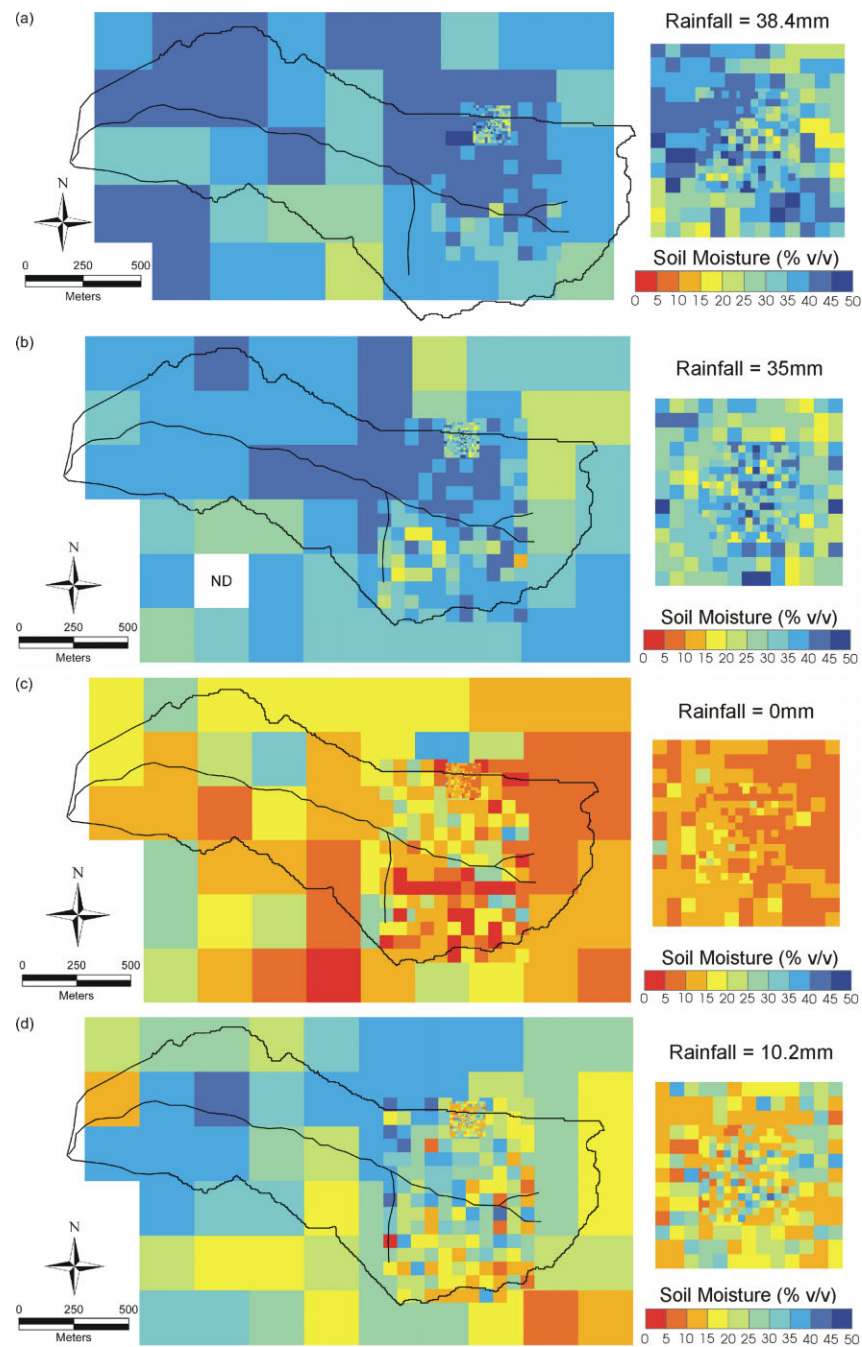 (a)
Rainfall = 38.4mm
N
0 250 500
Meters
Soil Moisture (% v/v)
0 5 10 15 20 25 30 35 40 45 50
(b)
Rainfall = 35mm
ND
N
0 250 500
Meters
Soil Moisture (% v/v)
0 5 10 15 20 25 30 35 40 45 50
(c)
Rainfall = 0mm
N
0 250 500
Meters
Soil Moisture (% v/v)
0 5 10 15 20 25 30 35 40 45 50
(d)
Rainfall = 10.2mm
N
0 250 500
Meters
Soil Moisture (% v/v)
0 5 10 15 20 25 30 35 40 45 50